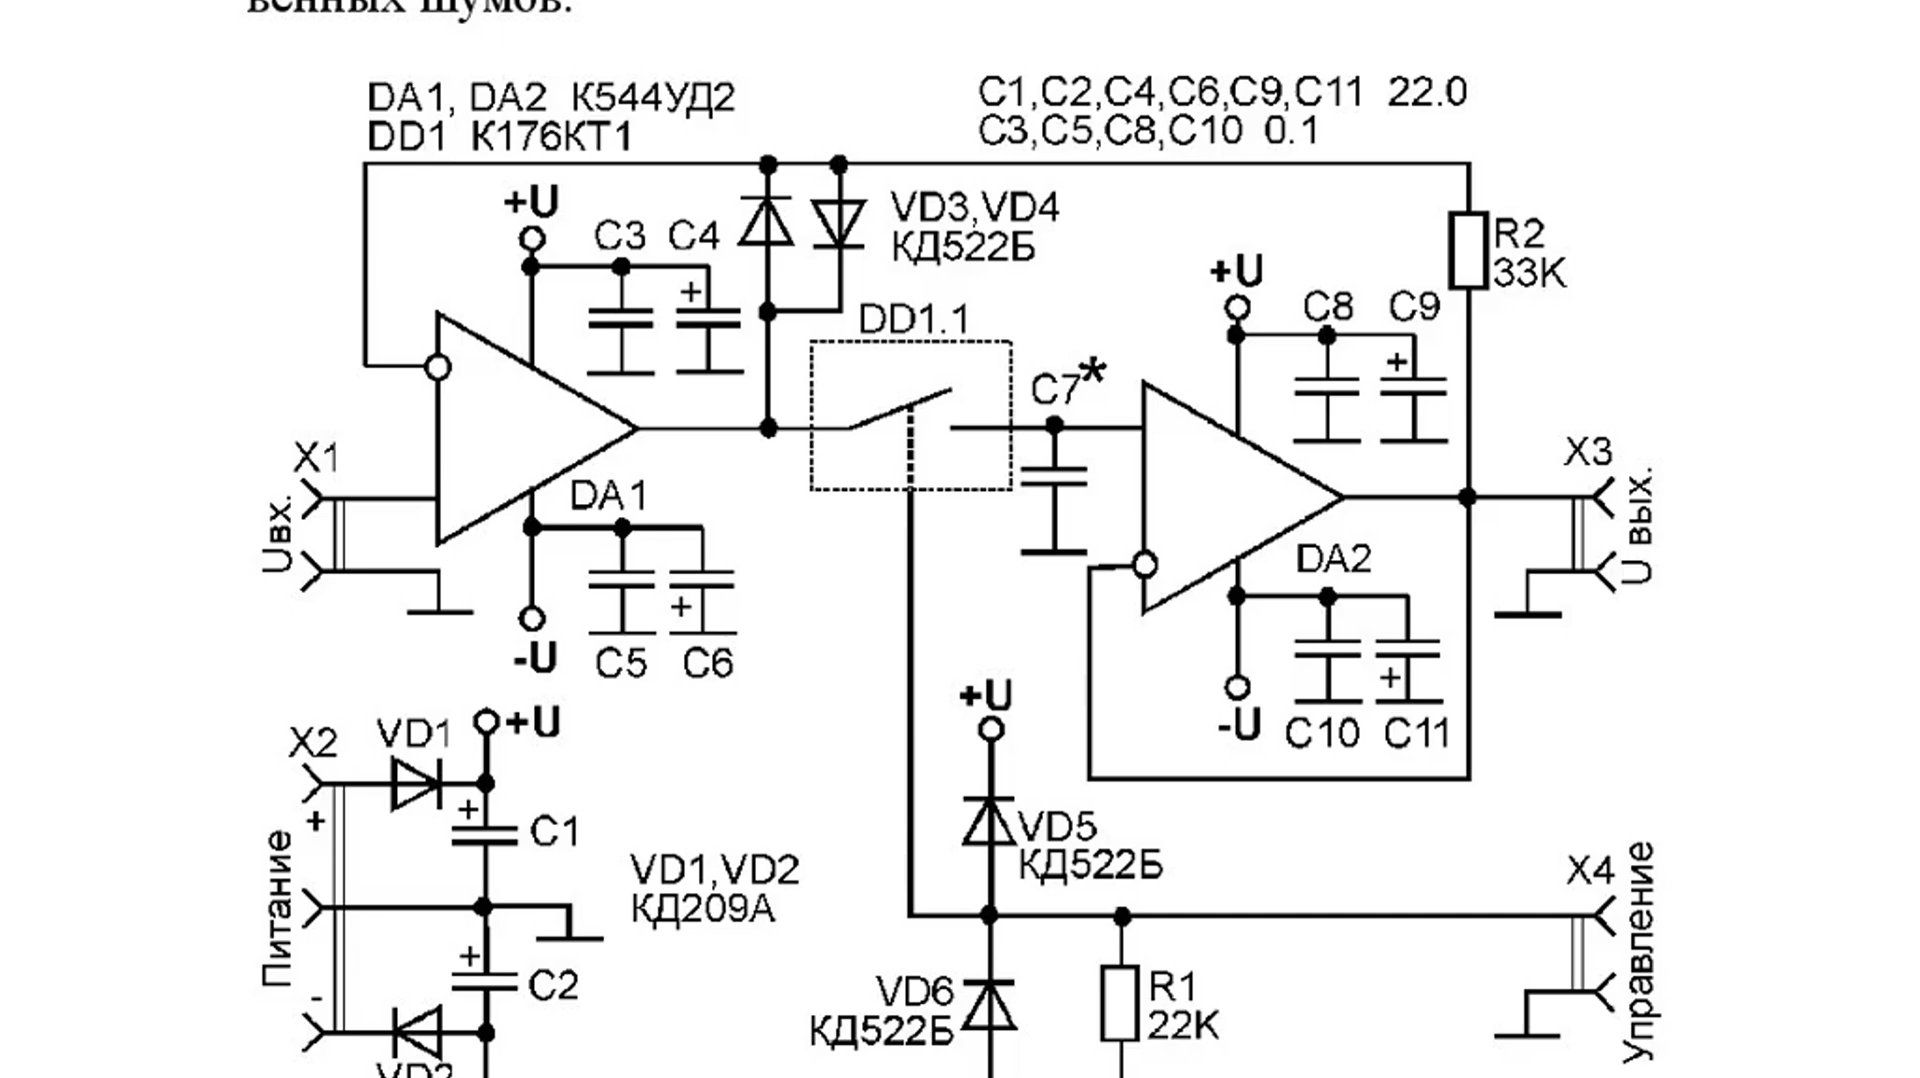 венных шумов.
DA1, DA2 К544УД2
DD1 К176КТ1
C1,C2,C4,C6,C9,C11 22.0
C3,C5,C8,C10 0.1
+U
C3 C4
+
VD3,VD4
КД522Б
R2
33K
+U
C8 C9
+
DD1.1
C7*
X1
Uвх.
DA1
X3
U вых.
DA2
+
-U
C5 C6
+
-U
C10 C11
X2
VD1
+U
+U
+
+
C1
VD5
КД522Б
Питание
VD1,VD2
КД209А
X4
Управление
+
C2
-
VD6
КД522Б
R1
22K
VD2